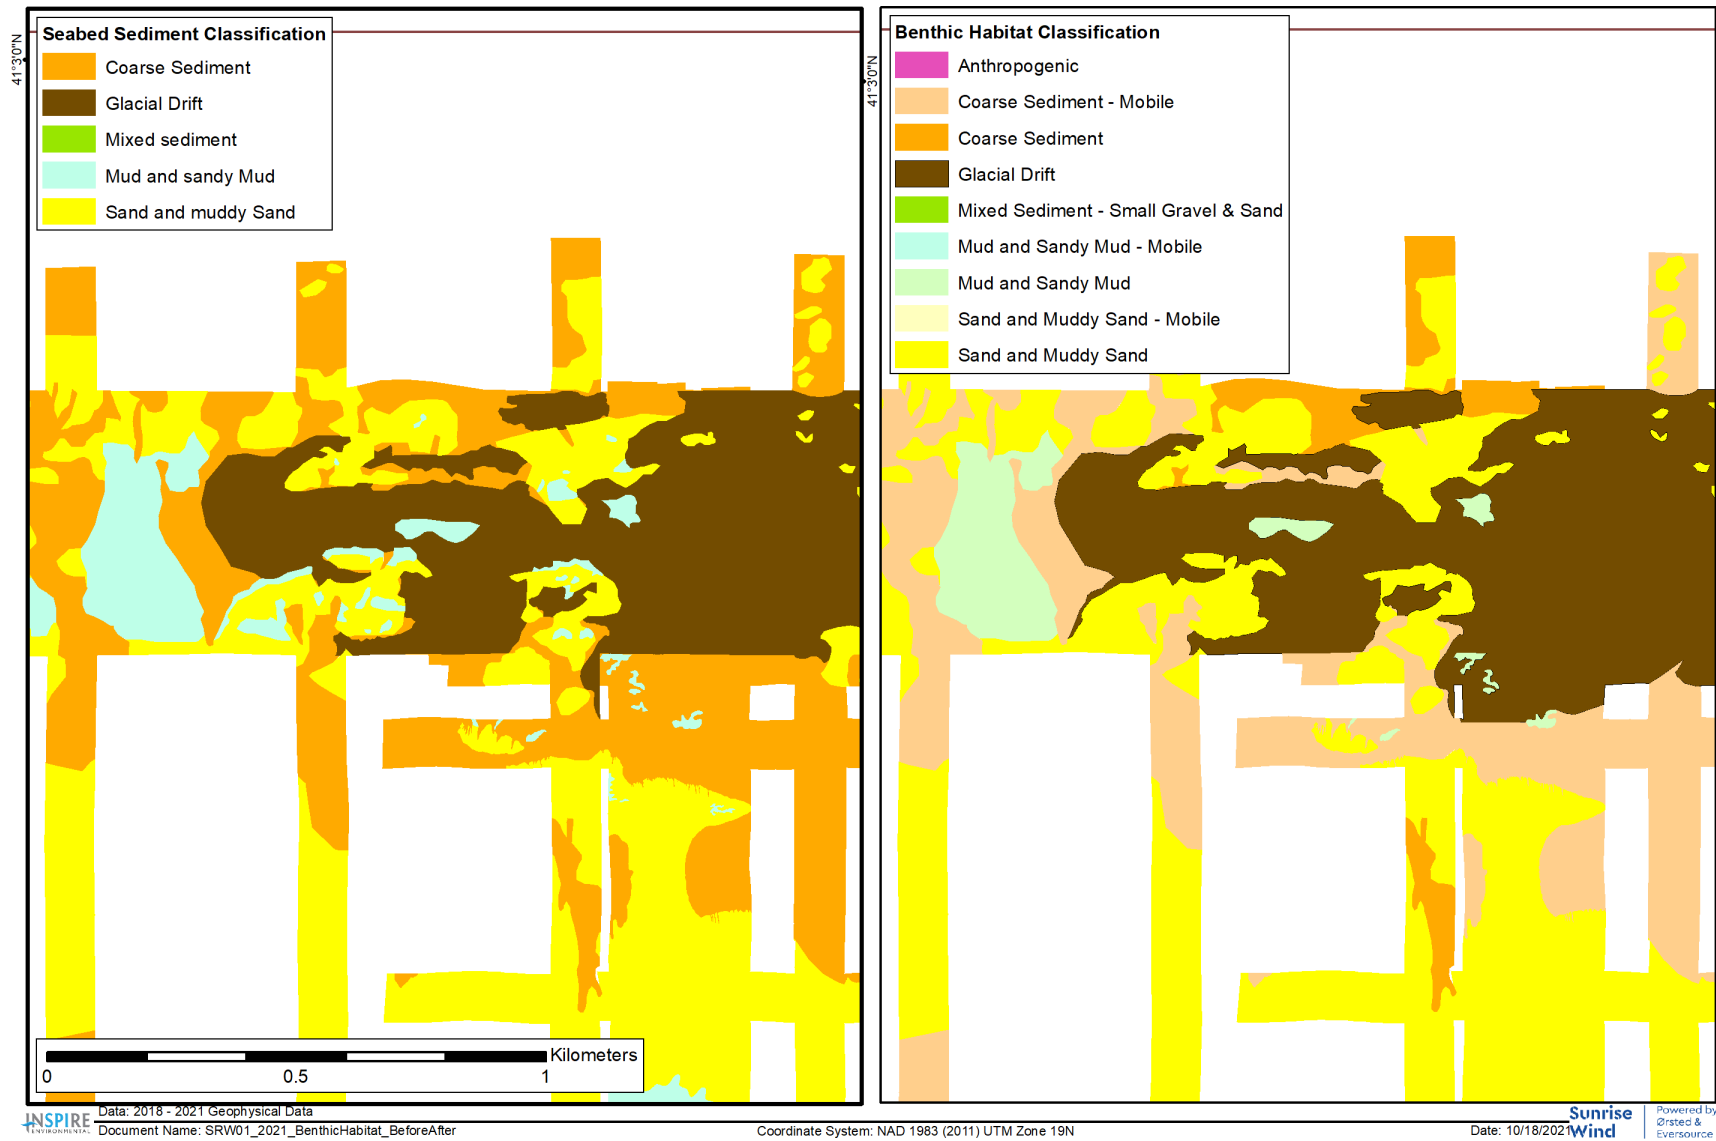 Seabed Sediment Classification
Coarse Sediment
Glacial Drift
Mixed sediment
Mud and sandy Mud
Sand and muddy Sand
41°3'0"N
Benthic Habitat Classification
Anthropogenic
Coarse Sediment - Mobile
Coarse Sediment
Glacial Drift
Mixed Sediment - Small Gravel & Sand
Mud and Sandy Mud - Mobile
Mud and Sandy Mud
Sand and Muddy Sand - Mobile
Sand and Muddy Sand
41°3'0"N
Kilometers
0 0.5 1
INSPIRE
ENVIRONMENTAL
Data: 2018 - 2021 Geophysical Data
Document Name: SRW01_2021_BenthicHabitat_BeforeAfter
Coordinate System: NAD 1983 (2011) UTM Zone 19N
Date: 10/18/2021
Sunrise
Wind
Powered by
Ørsted &
Eversource